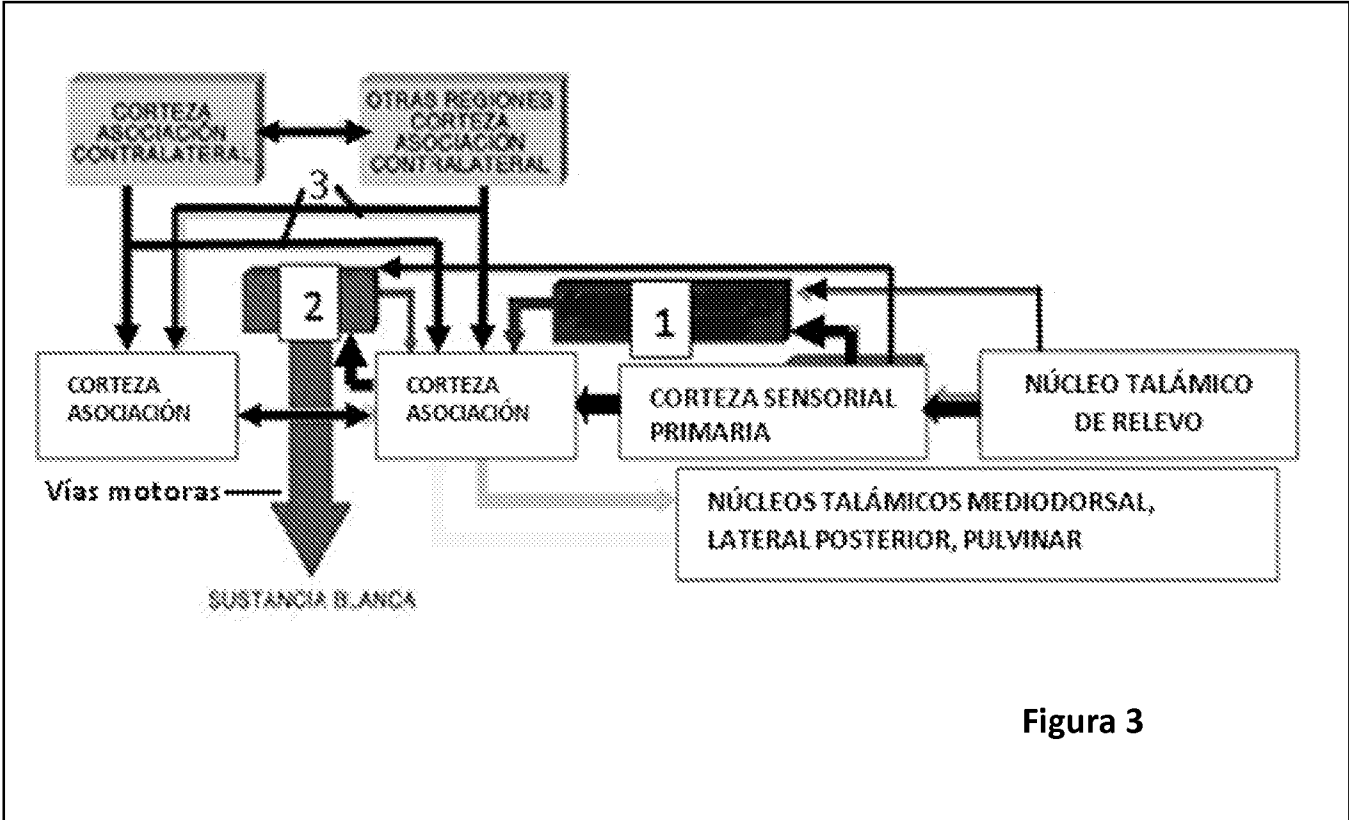 CORTEZA
ASOCIACIÓN
CONTRALATERAL
OTRAS REGIONES
CORTEZA
ASOCIACIÓN
CONTRALATERAL
3
2
1
CORTEZA
ASOCIACIÓN
CORTEZA
ASOCIACIÓN
CORTEZA SENSORIAL
PRIMARIA
NÚCLEO TALÁMICO
DE RELEVO
Vías motoras
NÚCLEOS TALÁMICOS MEDIODORSAL,
LATERAL POSTERIOR, PULVINAR
SUSTANCIA BLANCA
Figura 3